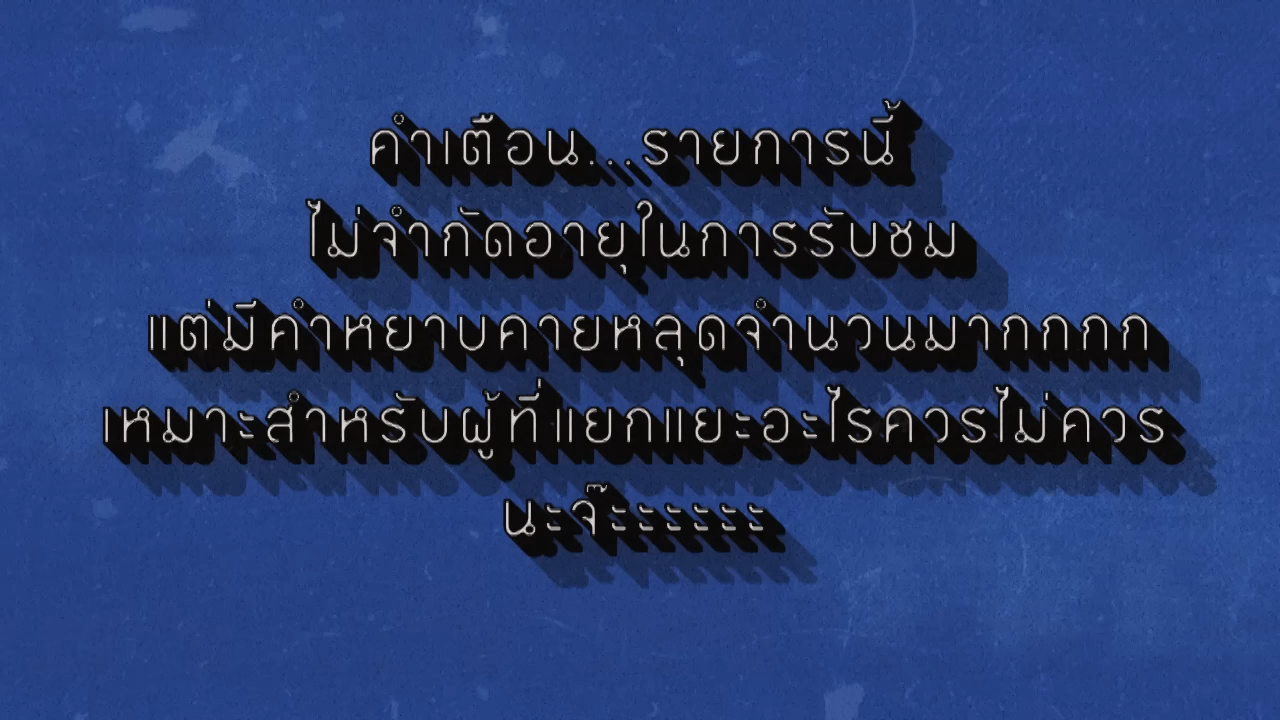 คำเตือน...รายการนี้
ไม่จำกัดอายุในการรับชม
แต่มีคำหยาบคายหลุดจำนวนมากกกก
เหมาะสำหรับผู้ที่แยกแยะอะไรควรไม่ควร
นะจ๊ะะะะะะะ